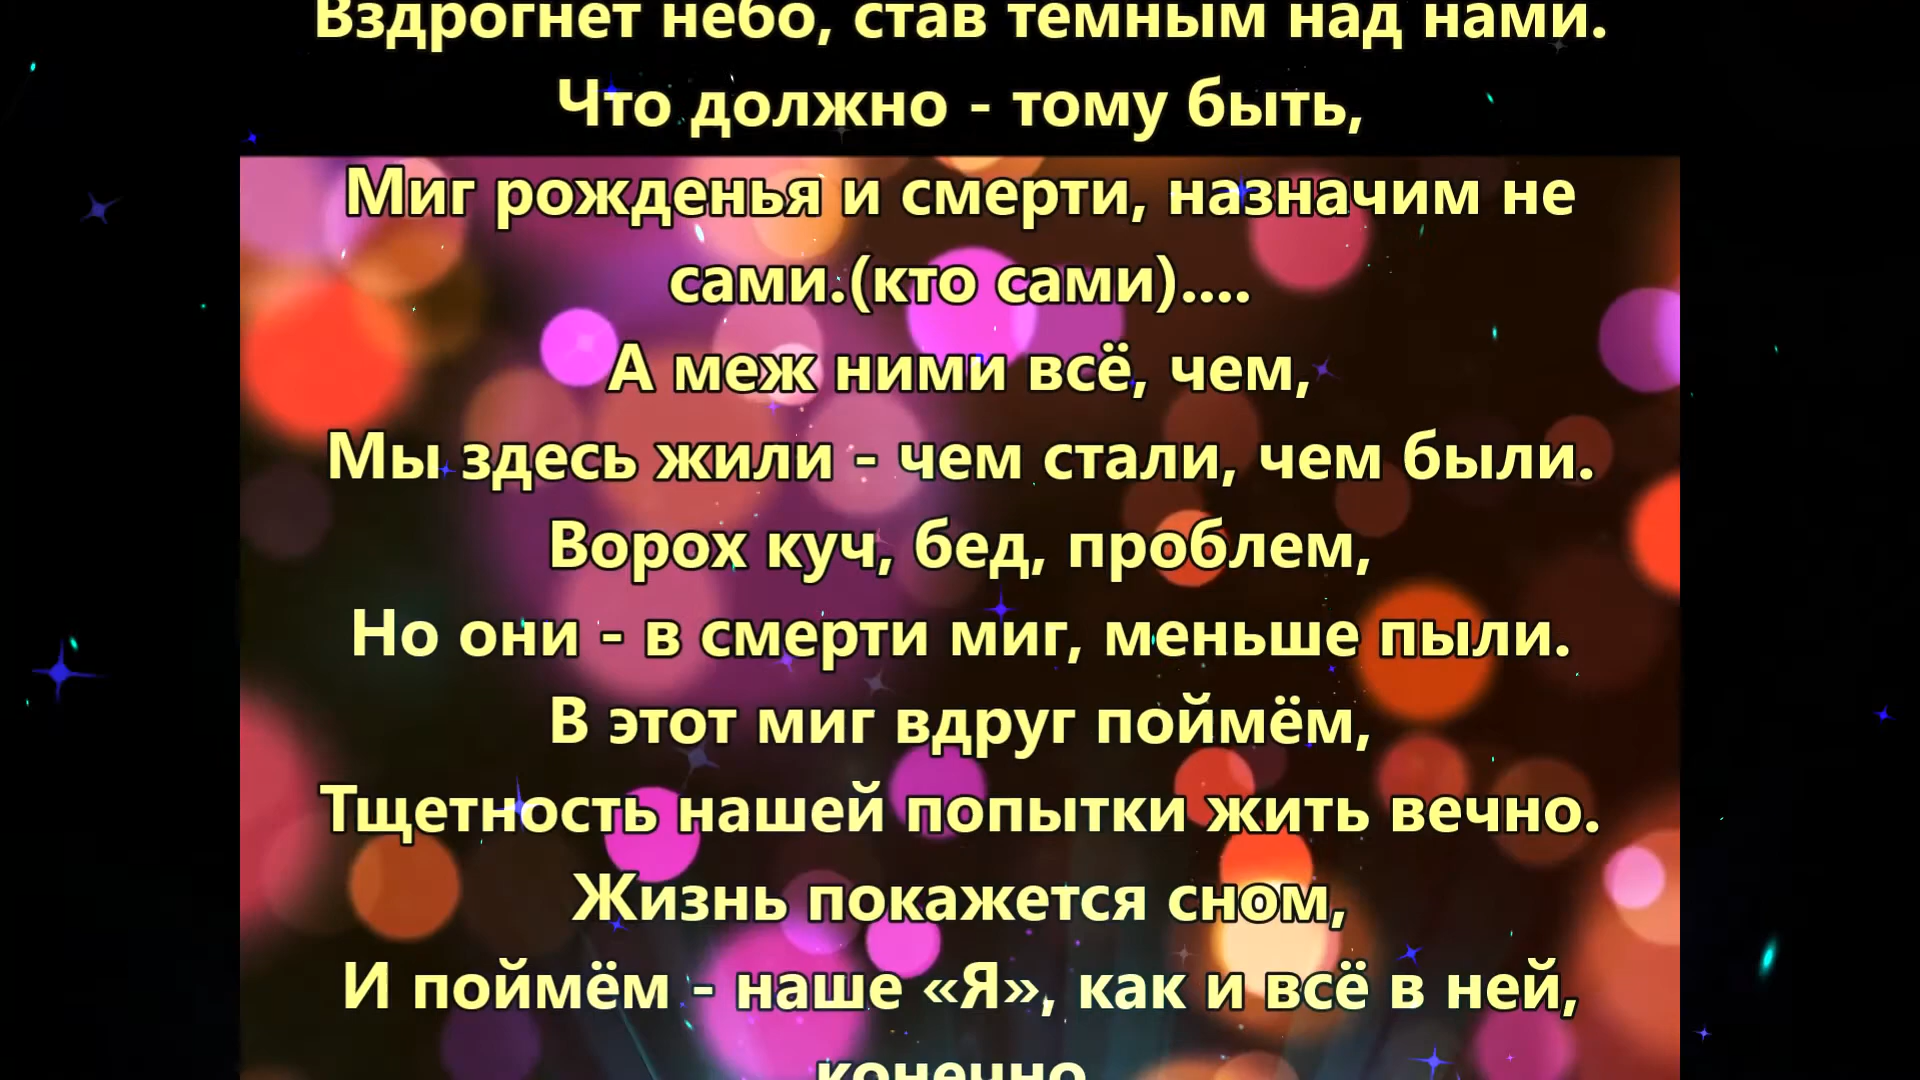 Вздрогнет небо, став тёмным над нами.
Что должно - тому быть,
Миг рожденья и смерти, назначим не
сами.(кто сами)....
А меж ними всё, чем,
Мы здесь жили - чем стали, чем были.
Ворох куч, бед, проблем,
Но они - в смерти миг, меньше пыли.
В этот миг вдруг поймём,
Тщетность нашей попытки жить вечно.
Жизнь покажется сном,
И поймём - наше «Я», как и всё в ней,
конечно